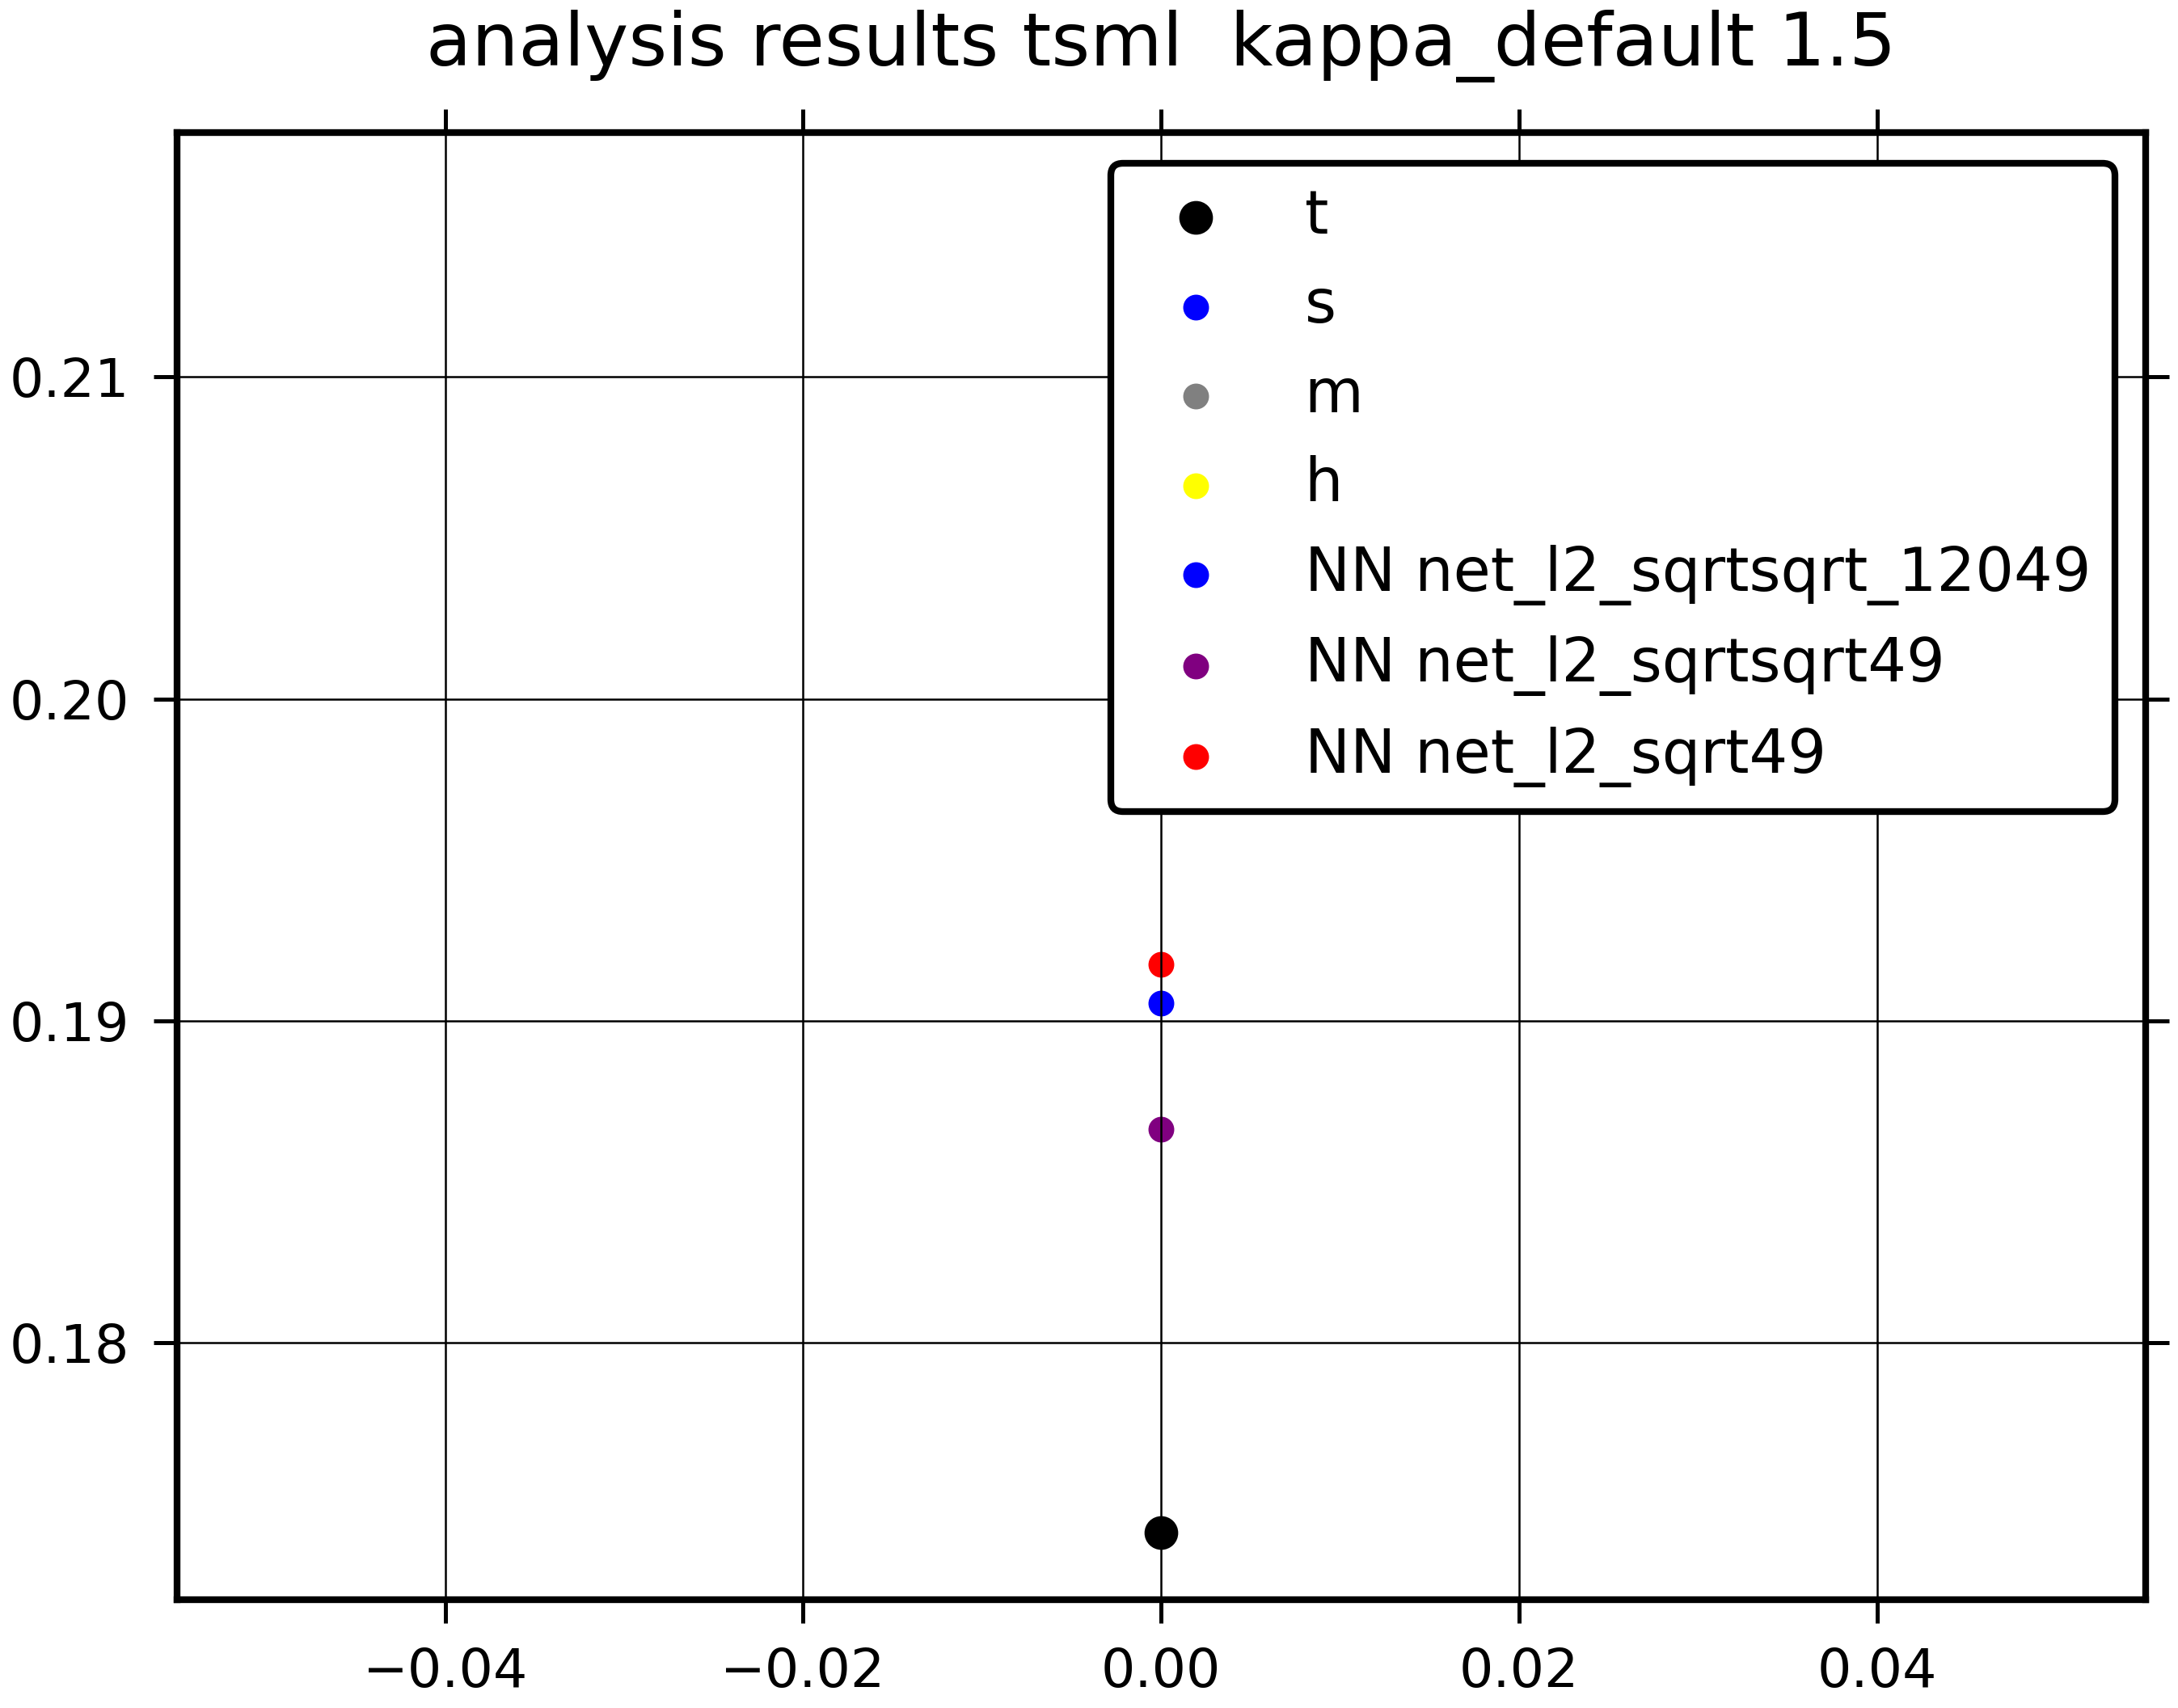 analysis results tsml  kappa_default 1.5
t
s
m
h
NN net_l2_sqrtsqrt_12049
NN net_l2_sqrtsqrt49
NN net_l2_sqrt49
0.21
0.20
0.19
0.18
−0.04
−0.02
0.00
0.02
0.04